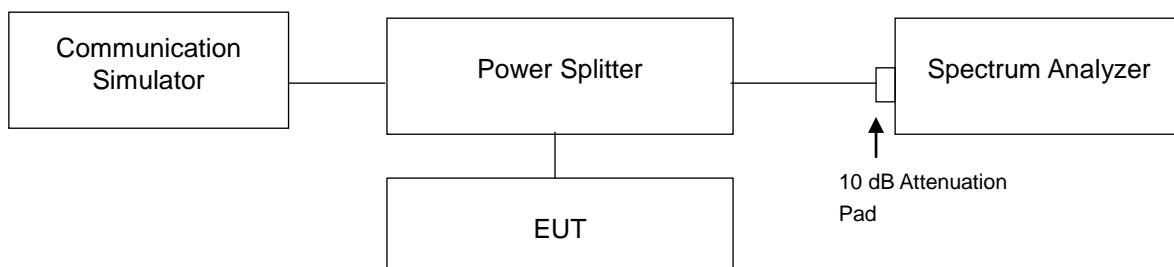 Communication
Simulator
Power Splitter
Spectrum Analyzer
10 dB Attenuation
Pad
EUT